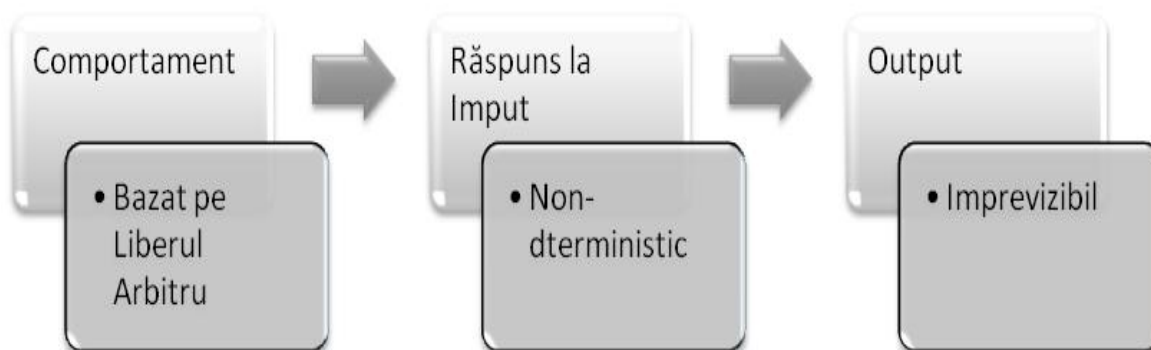 Comportament
• Bazat pe
Liberul
Arbitru
Răspuns la
Imput
• Non-
dterministic
Output
• Imprevizibil